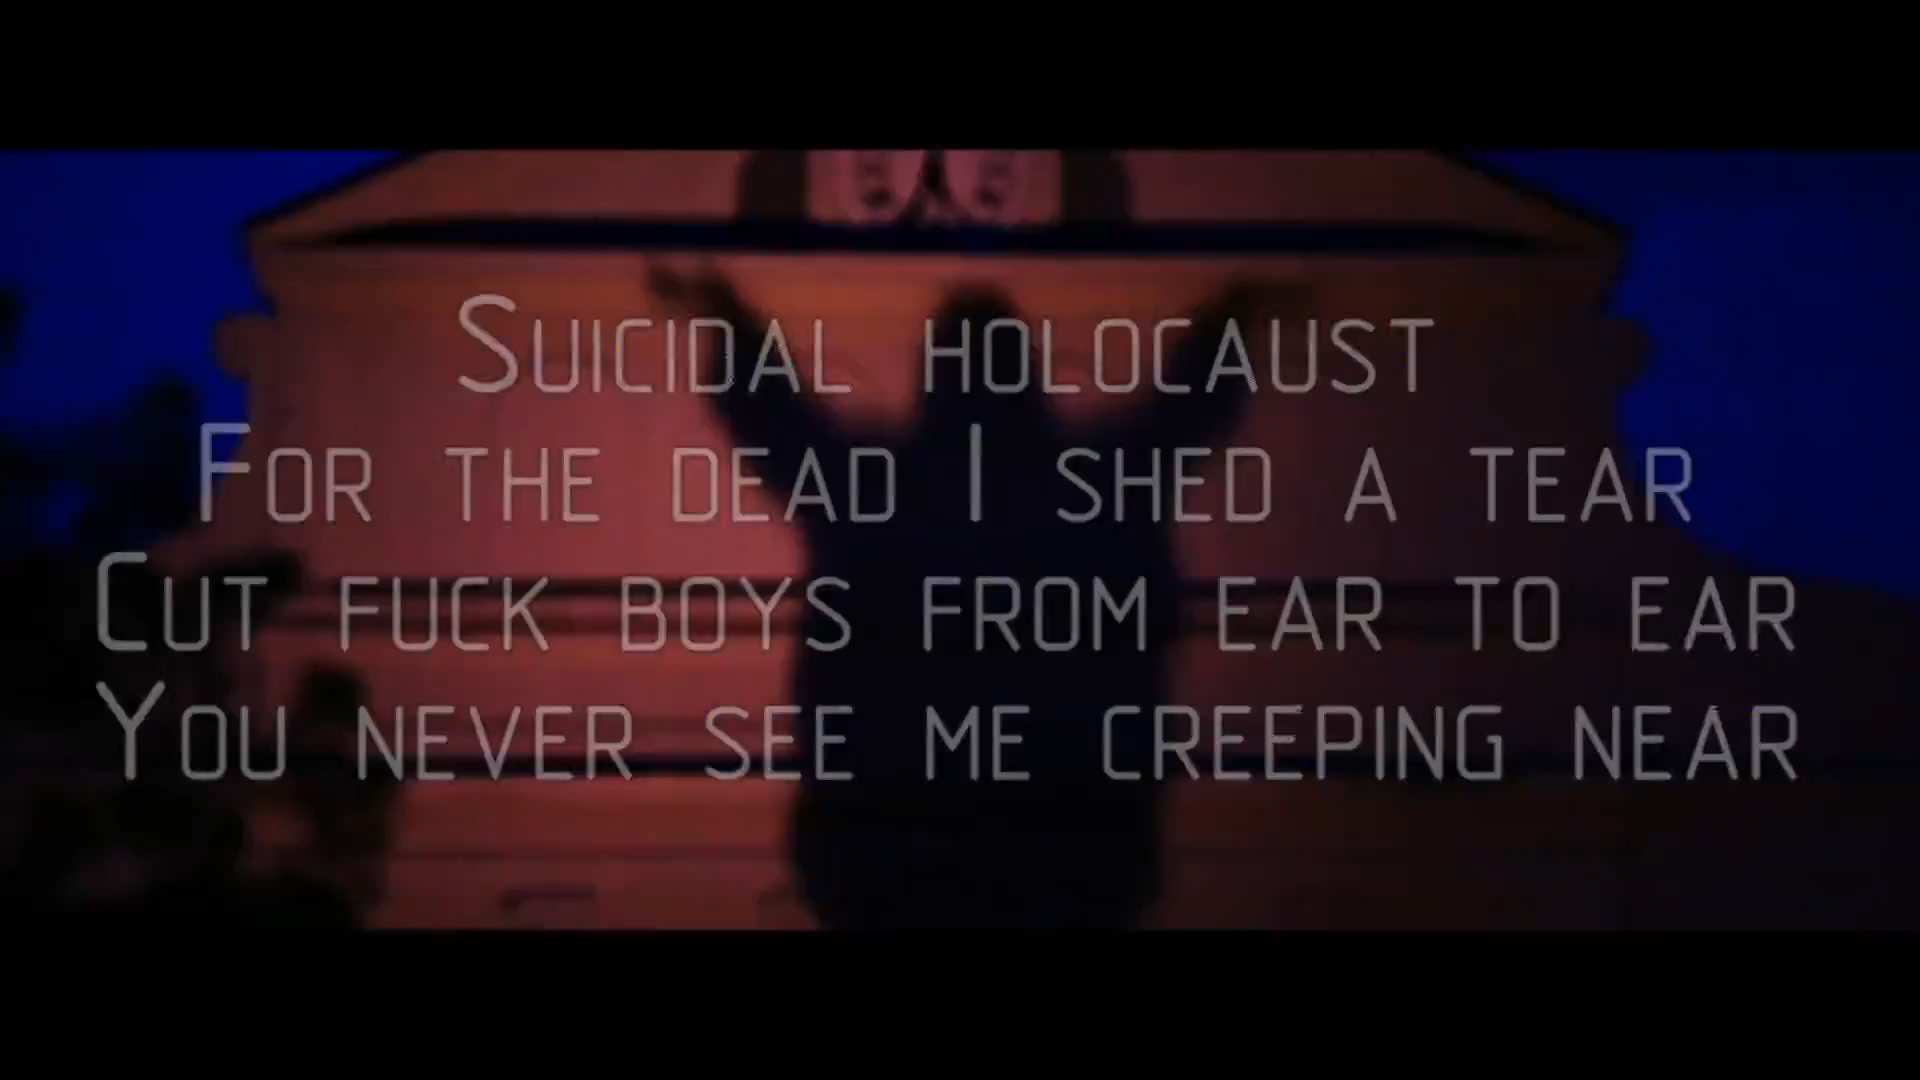 Suicidal holocaust
For the dead I shed a tear
Cut fuck boys from ear to ear
You never see me creeping near